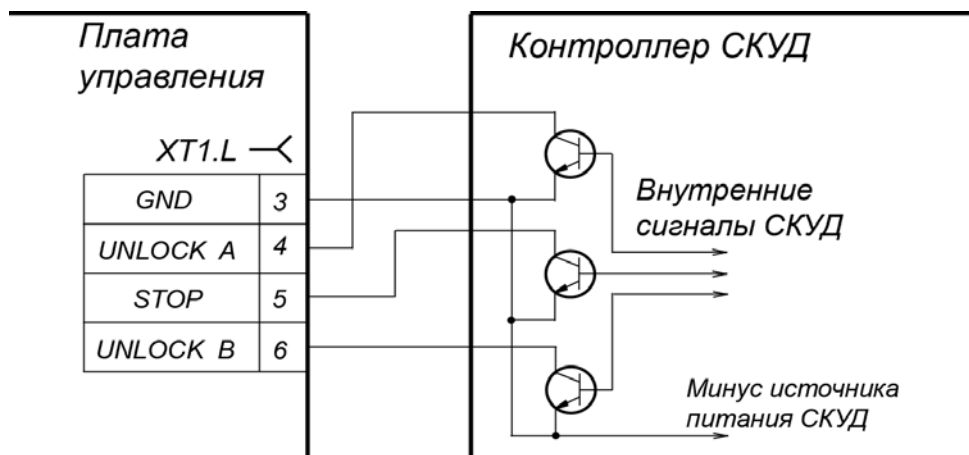 Плата
управления
Контроллер СКУД
XT1.L
GND 3
UNLOCK A 4
STOP 5
UNLOCK B 6
Внутренние
сигналы СКУД
Минус источника
питания СКУД